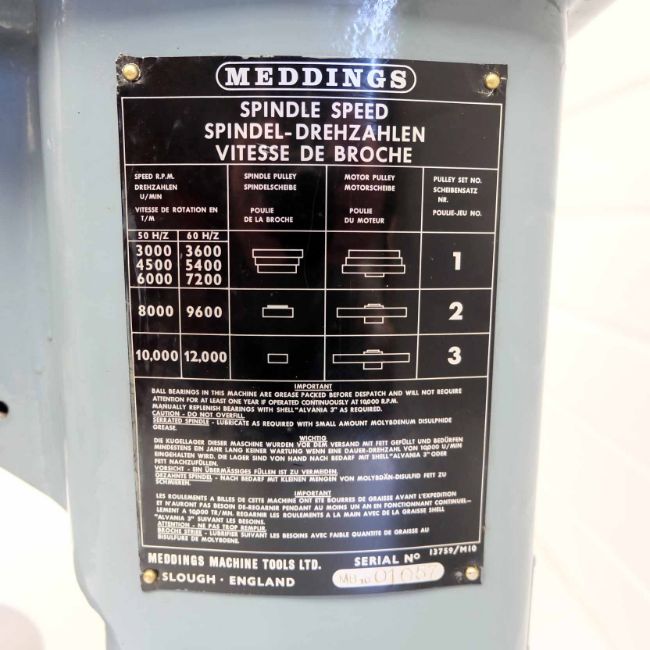 MEDDINGS
SPINDLE SPEED
SPINDEL-DREHZAHLEN
VITESSE DE BROCHE
SPEED R.P.M.
DREHZAHLEN
U/MIN
VITESSE DE ROTATION EN
T/M
SPINDLE PULLEY
SPINDELSCHEIBE
POULIE
DE LA BROCHE
MOTOR PULLEY
MOTORSCHEIBE
POULIE
DU MOTEUR
PULLEY SET NO.
SCHEIBENSATZ
NR.
POULIE-JEU NO.
50 H/Z 60 H/Z
3000 3600
4500 5400
6000 7200
1
8000 9600 2
10,000 12,000 3
IMPORTANT
BALL BEARINGS IN THIS MACHINE ARE GREASE PACKED BEFORE DESPATCH AND WILL NOT REQUIRE
ATTENTION FOR AT LEAST ONE YEAR IF OPERATED CONTINUOUSLY AT 10,000 R.P.M.
MANUALLY REPLENISH BEARINGS WITH SHELL "ALVANIA 3" AS REQUIRED.
CAUTION - DO NOT OVERFILL.
SERRATED SPINDLE - LUBRICATE AS REQUIRED WITH SMALL AMOUNT MOLYBDENUM DISULPHIDE
GREASE.
WICHTIG
DIE KUGELLAGER DIESER MASCHINE WURDEN VOR DEM VERSAND MIT FETT GEFÜLLT UND BEDÜRFEN
MINDESTENS EIN JAHR LANG KEINER WARTUNG WENN EINE DAUER-DREHZAHL VON 10,000 U/MIN
EINGEHALTEN WIRD. DIE LAGER SIND VON HAND NACH BEDARF MIT SHELL "ALVANIA 3" ODER
FETT NACHZUFÜLLEN.
VORSICHT - EIN ÜBERMÄSSIGES FÜLLEN IST ZU VERMEIDEN.
GEZAHNTE SPINDEL - NACH BEDARF MIT KLEINEN MENGEN VON MOLYBDÄN-DISULFID FETT ZU
SCHMIEREN.
IMPORTANT
LES ROULEMENTS A BILLES DE CETTE MACHINE ONT ETE BOURRES DE GRAISSE AVANT L'EXPEDITION
ET N'AURONT PAS BESOIN DE-REGARNIR PENDANT AU MOINS UN AN EN FONCTIONNANT CONTINUEL-
LEMENT A 10,000 TR/MIN. REGARNIR LES ROULEMENTS A LA MAIN AVEC DE LA GRAISSE SHELL
"ALVANIA 3" SUIVANT LES BESOINS.
ATTENTION - NE PAS TROP REMPLIR.
BROCHE STRIEE - LUBRIFIER SUIVANT LES BESOINS AVEC FAIBLE QUANTITE DE GRAISSE AU
BISULFURE DE MOLYBDENE.
13759/M10
MEDDINGS MACHINE TOOLS LTD.
SLOUGH · ENGLAND
SERIAL NO